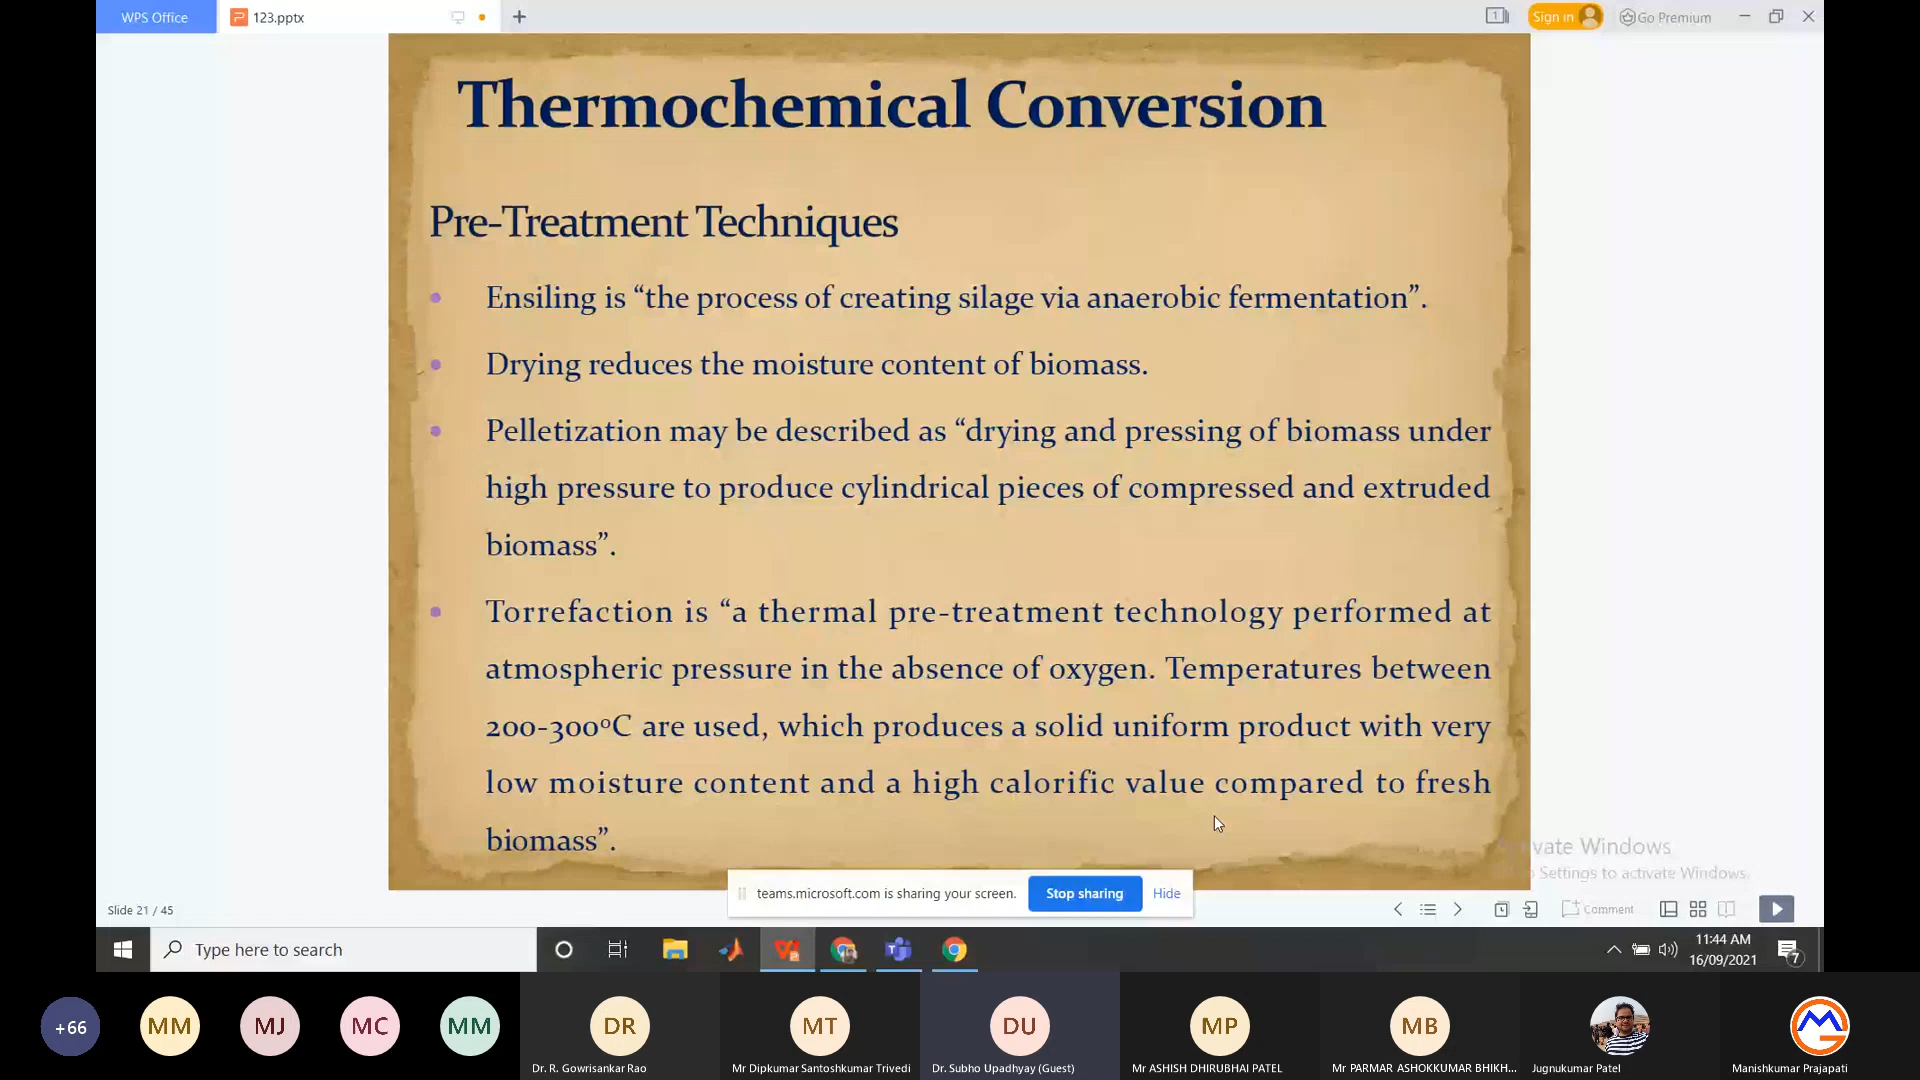 WPS Office
123.pptx
1
Sign in
Go Premium
Thermochemical Conversion
Pre-Treatment Techniques
Ensiling is “the process of creating silage via anaerobic fermentation”.
Drying reduces the moisture content of biomass.
Pelletization may be described as “drying and pressing of biomass under
high pressure to produce cylindrical pieces of compressed and extruded
biomass”.
Torrefaction is “a thermal pre-treatment technology performed at
atmospheric pressure in the absence of oxygen. Temperatures between
200-300⁰C are used, which produces a solid uniform product with very
low moisture content and a high calorific value compared to fresh
biomass”.
Windows
Settings to activate Windows.
teams.microsoft.com is sharing your screen.
Stop sharing
Hide
Slide 21 / 45
Comment
Type here to search
11:44 AM
16/09/2021
7
+66
MM
MJ
MC
MM
DR
MT
DU
MP
MB
Dr. R. Gowrisankar Rao
Mr Dipkumar Santoshkumar Trivedi
Dr. Subho Upadhyay (Guest)
Mr ASHISH DHIRUBHAI PATEL
Mr PARMAR ASHOKKUMAR BHIKH...
Jugnukumar Patel
Manishkumar Prajapati